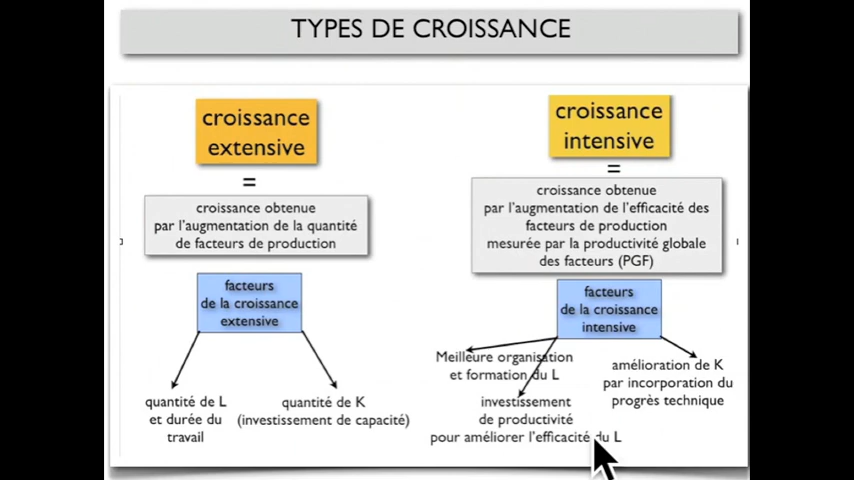 TYPES DE CROISSANCE
croissance
extensive
=
croissance obtenue
par l'augmentation de la quantité
de facteurs de production
facteurs
de la croissance
extensive
quantité de L
et durée du
travail
quantité de K
(investissement de capacité)
croissance
intensive
=
croissance obtenue
par l'augmentation de l'efficacité des
facteurs de production
mesurée par la productivité globale
des facteurs (PGF)
facteurs
de la croissance
intensive
Meilleure organisation
et formation du L
investissement
de productivité
pour améliorer l'efficacité du L
amélioration de K
par incorporation du
progrès technique